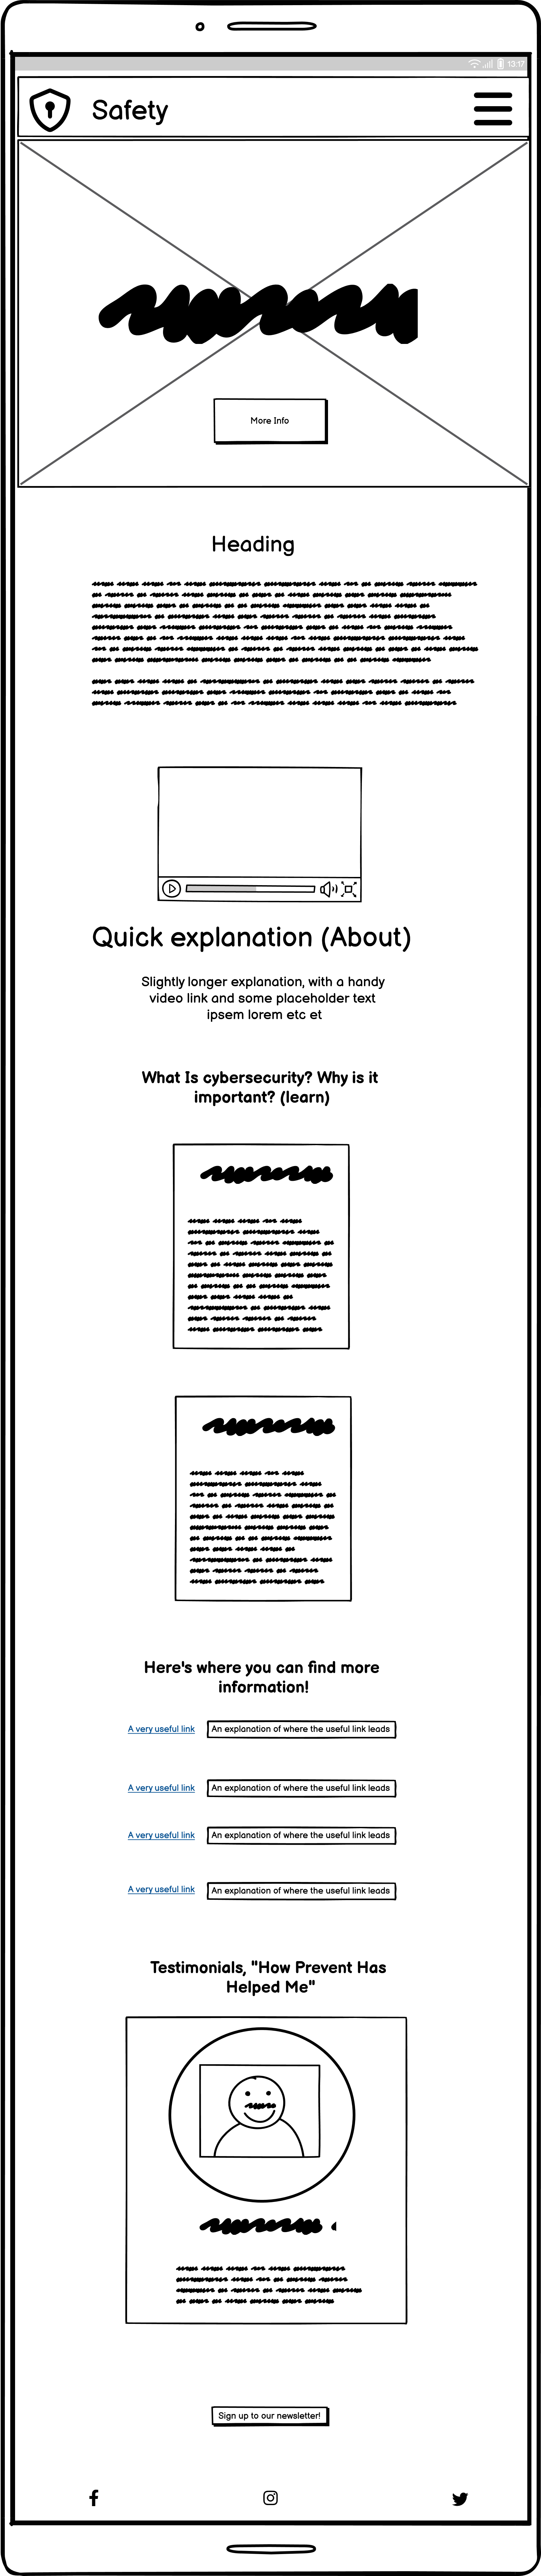 13:17
Safety
More Info
Heading
Quick explanation (About)
Slightly longer explanation, with a handy
video link and some placeholder text
ipsem lorem etc et
What Is cybersecurity? Why is it
important? (learn)
Here's where you can find more
information!
A very useful link An explanation of where the useful link leads
A very useful link An explanation of where the useful link leads
A very useful link An explanation of where the useful link leads
A very useful link An explanation of where the useful link leads
Testimonials, "How Prevent Has
Helped Me"
Sign up to our newsletter!